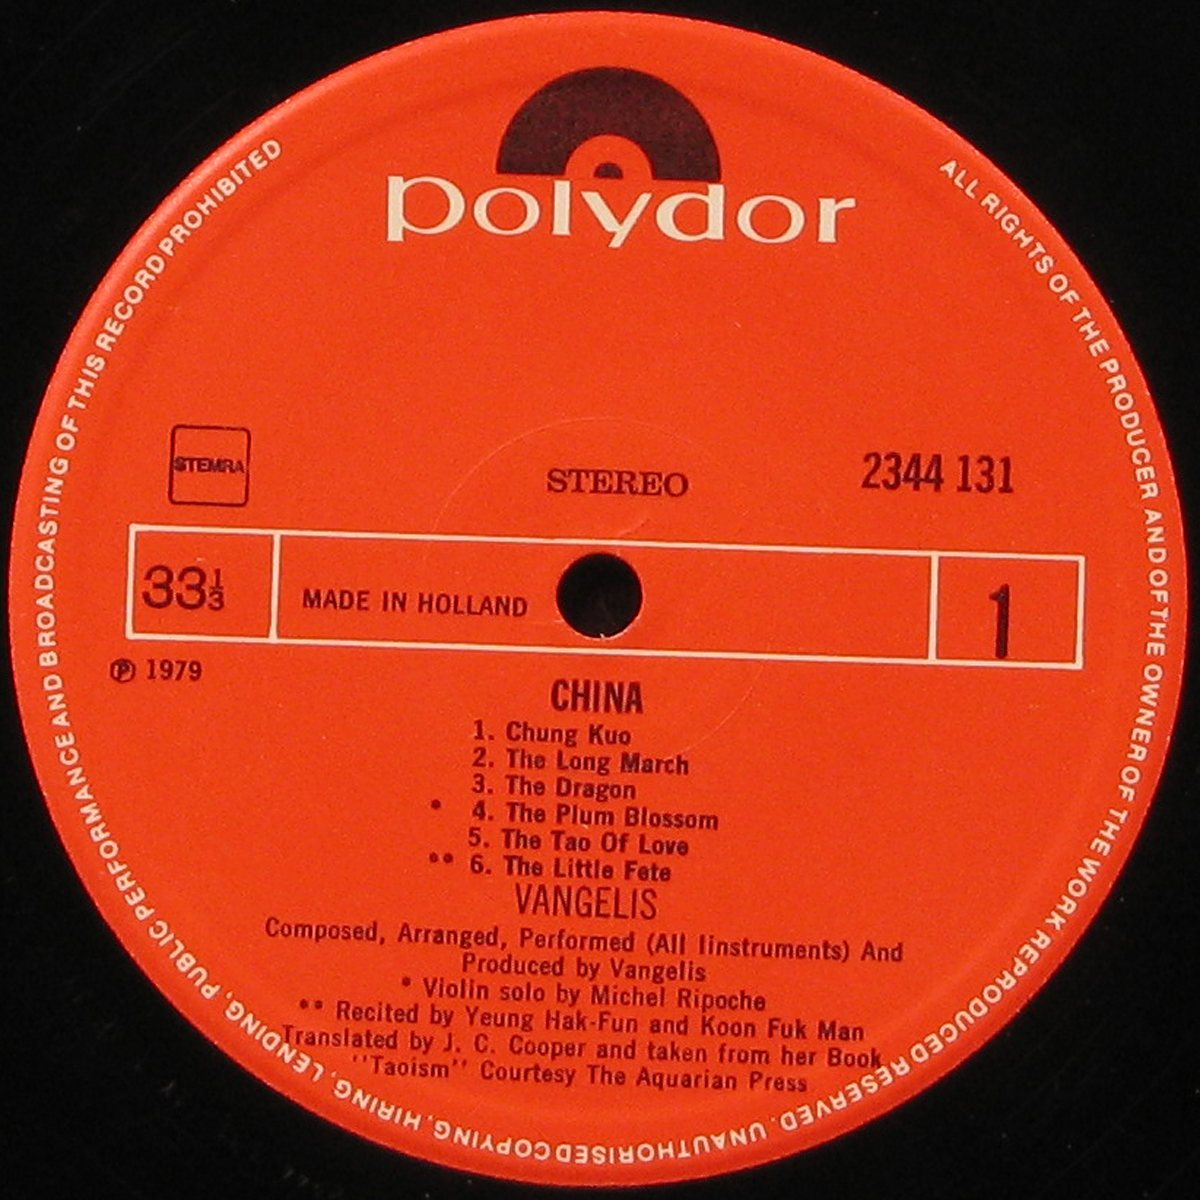 polydor
ALL RIGHTS OF THE PRODUCER AND OF THE OWNER OF THE WORK REPRODUCED RESERVED. UNAUTHORISED COPYING, HIRING, LENDING, PUBLIC PERFORMANCE AND BROADCASTING OF THIS RECORD PROHIBITED
STEMRA
STEREO
2344 131
33 1/3
MADE IN HOLLAND
1
℗ 1979
CHINA
1. Chung Kuo
2. The Long March
3. The Dragon
* 4. The Plum Blossom
5. The Tao Of Love
** 6. The Little Fete
VANGELIS
Composed, Arranged, Performed (All Iinstruments) And
Produced by Vangelis
* Violin solo by Michel Ripoche
** Recited by Yeung Hak-Fun and Koon Fuk Man
Translated by J. C. Cooper and taken from her Book
''Taoism'' Courtesy The Aquarian Press